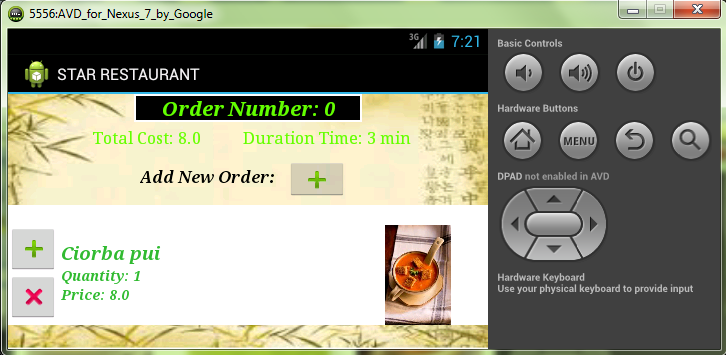 5556:AVD_for_Nexus_7_by_Google
3G 7:21
STAR RESTAURANT
Order Number: 0
Total Cost: 8.0 Duration Time: 3 min
Add New Order:
Ciorba pui
Quantity: 1
Price: 8.0
Basic Controls
Hardware Buttons
MENU
DPAD not enabled in AVD
Hardware Keyboard
Use your physical keyboard to provide input